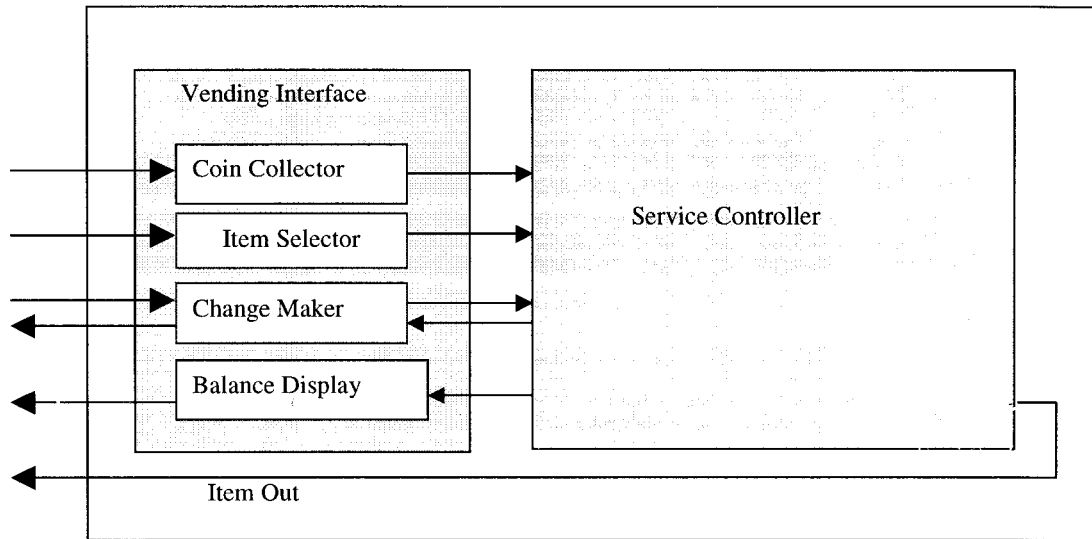 Vending Interface
Coin Collector
Item Selector
Service Controller
Change Maker
Balance Display
Item Out